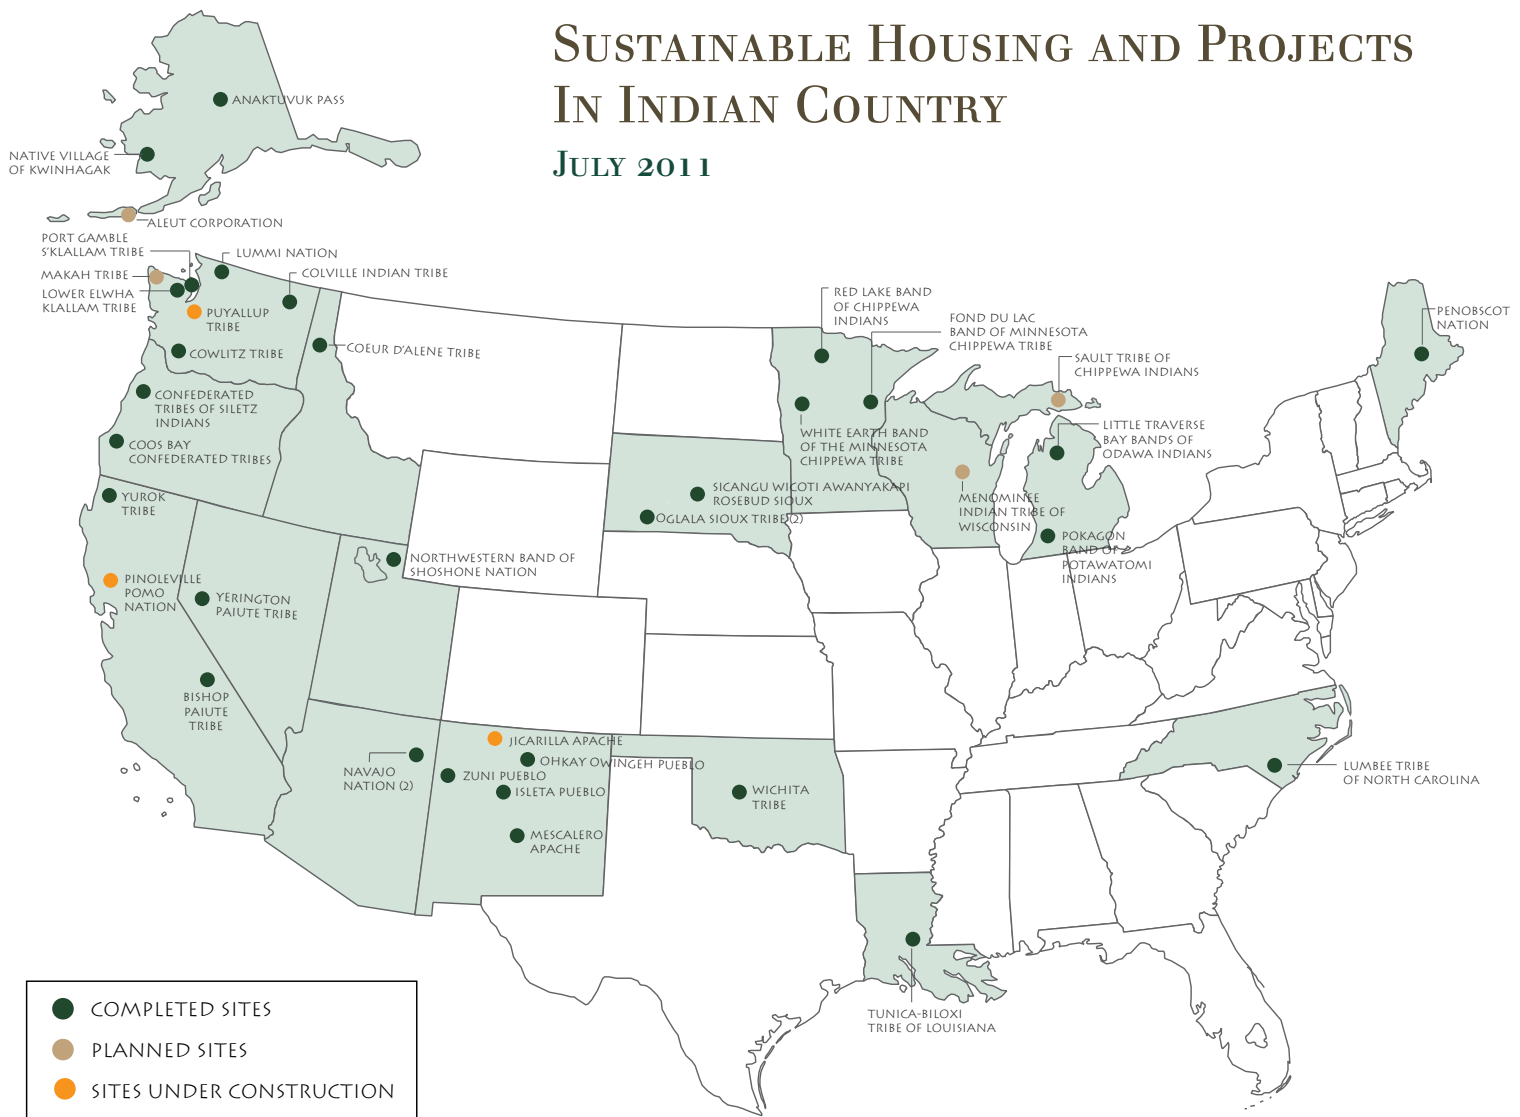 SUSTAINABLE HOUSING AND PROJECTS
IN INDIAN COUNTRY
JULY 2011
ANAKTUVUK PASS
NATIVE VILLAGE
OF KWINHAGAK
ALEUT CORPORATION
PORT GAMBLE
S'KLALLAM TRIBE
LUMMI NATION
MAKAH TRIBE
COLVILLE INDIAN TRIBE
LOWER ELWHA
KLALLAM TRIBE
PUYALLUP
TRIBE
COWLITZ TRIBE
COEUR D'ALENE TRIBE
CONFEDERATED
TRIBES OF SILETZ
INDIANS
COOS BAY
CONFEDERATED TRIBES
YUROK
TRIBE
PINOLEVILLE
POMO
NATION
YERINGTON
PAIUTE TRIBE
BISHOP
PAIUTE
TRIBE
NORTHWESTERN BAND OF
SHOSHONE NATION
NAVAJO
NATION (2)
JICARILLA APACHE
OHKAY OWINGEH PUEBLO
ZUNI PUEBLO
ISLETA PUEBLO
MESCALERO
APACHE
WICHITA
TRIBE
SICANGU WICOTI AWANYAKAPI
ROSEBUD SIOUX
OGLALA SIOUX TRIBE (2)
RED LAKE BAND
OF CHIPPEWA
INDIANS
FOND DU LAC
BAND OF MINNESOTA
CHIPPEWA TRIBE
WHITE EARTH BAND
OF THE MINNESOTA
CHIPPEWA TRIBE
SAULT TRIBE OF
CHIPPEWA INDIANS
LITTLE TRAVERSE
BAY BANDS OF
ODAWA INDIANS
MENOMINEE
INDIAN TRIBE OF
WISCONSIN
POKAGON
BAND OF
POTAWATOMI
INDIANS
PENOBSCOT
NATION
LUMBEE TRIBE
OF NORTH CAROLINA
TUNICA-BILOXI
TRIBE OF LOUISIANA
COMPLETED SITES
PLANNED SITES
SITES UNDER CONSTRUCTION